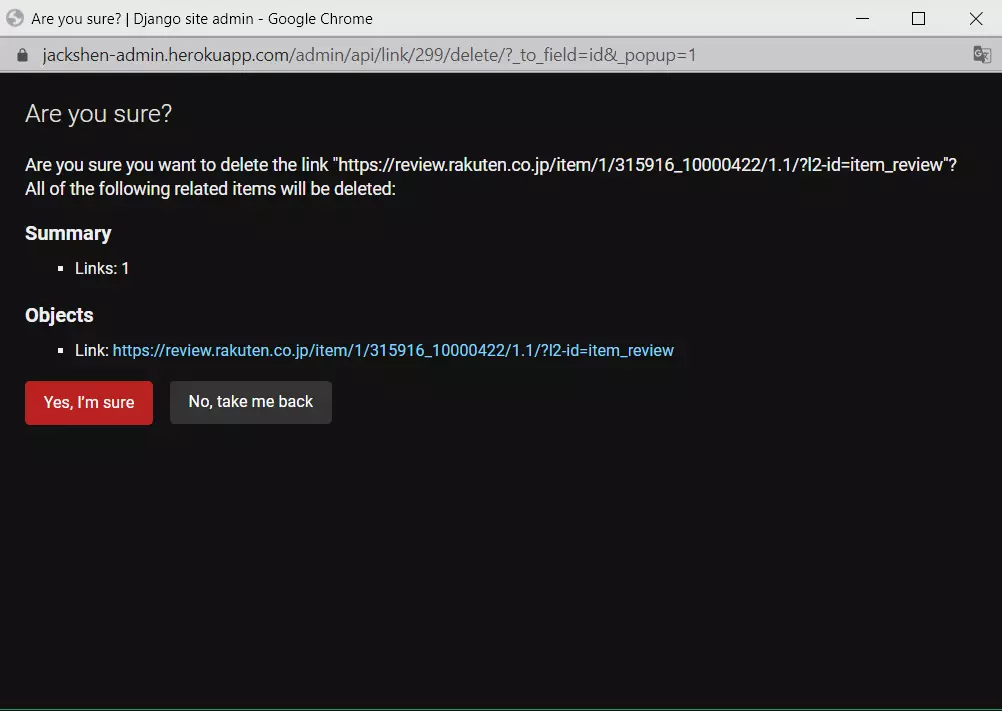 Are you sure? | Django site admin - Google Chrome
jackshen-admin.herokuapp.com/admin/api/link/299/delete/?_to_field=id&_popup=1
Are you sure?
Are you sure you want to delete the link "https://review.rakuten.co.jp/item/1/315916_10000422/1.1/?l2-id=item_review"?
All of the following related items will be deleted:
Summary
Links: 1
Objects
Link: https://review.rakuten.co.jp/item/1/315916_10000422/1.1/?l2-id=item_review
Yes, I'm sure No, take me back